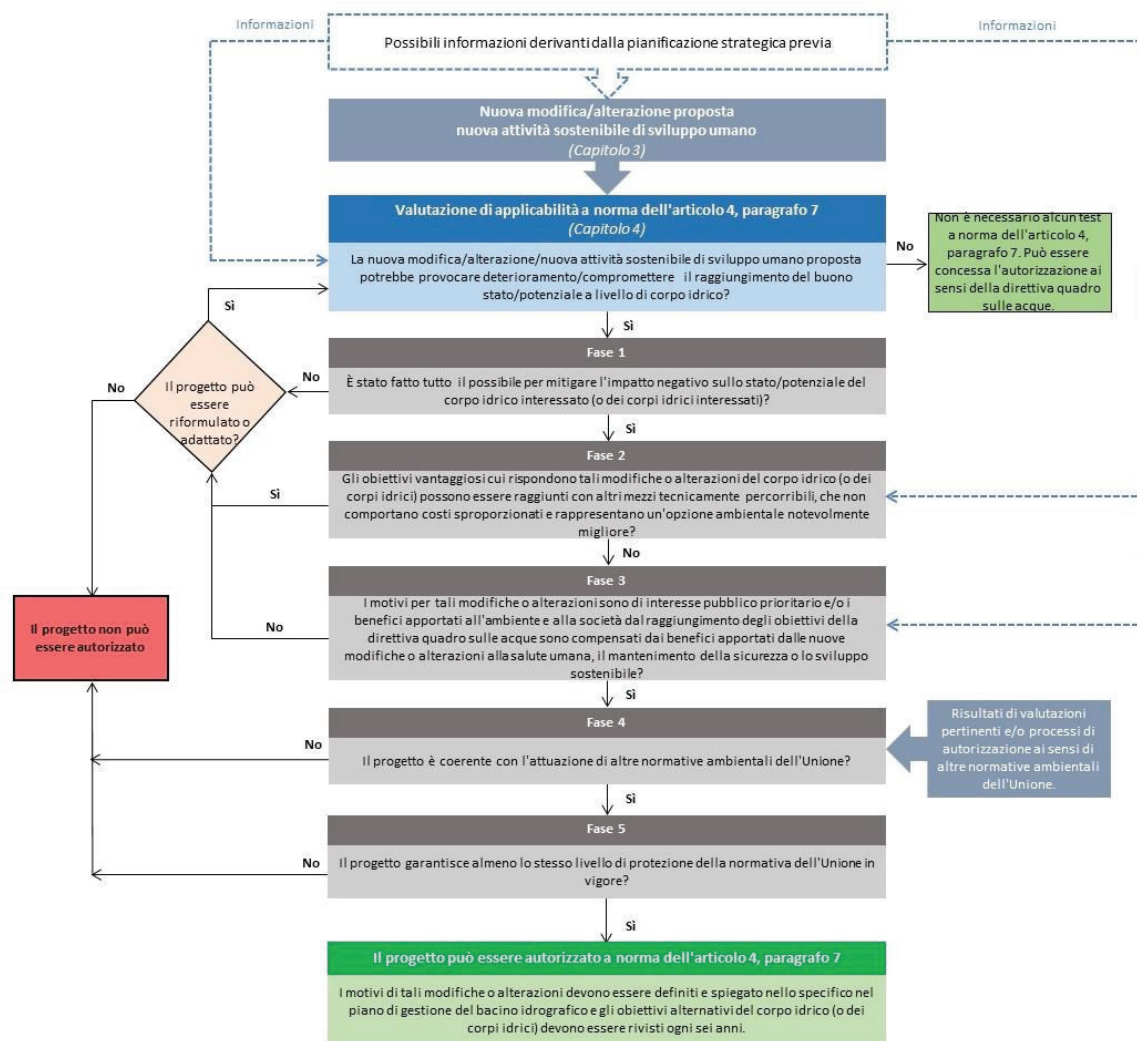 Informazioni
Informazioni
Possibili informazioni derivanti dalla pianificazione strategica previa
Nuova modifica/alterazione proposta
nuova attività sostenibile di sviluppo umano
(Capitolo 3)
Valutazione di applicabilità a norma dell'articolo 4, paragrafo 7
(Capitolo 4)
La nuova modifica/alterazione/nuova attività sostenibile di sviluppo umano proposta
potrebbe provocare deterioramento/compromettere il raggiungimento del buono
stato/potenziale a livello di corpo idrico?
No
Non è necessario alcun test
a norma dell'articolo 4,
paragrafo 7. Può essere
concessa l'autorizzazione ai
sensi della direttiva quadro
sulle acque.
Sì
Sì
Fase 1
È stato fatto tutto il possibile per mitigare l'impatto negativo sullo stato/potenziale del
corpo idrico interessato (o dei corpi idrici interessati)?
No
Il progetto può
essere
riformulato o
adattato?
No
Sì
Fase 2
Gli obiettivi vantaggiosi cui rispondono tali modifiche o alterazioni del corpo idrico (o dei
corpi idrici) possono essere raggiunti con altri mezzi tecnicamente percorribili, che non
comportano costi sproporzionati e rappresentano un'opzione ambientale notevolmente
migliore?
Sì
No
Fase 3
I motivi per tali modifiche o alterazioni sono di interesse pubblico prioritario e/o i
benefici apportati all'ambiente e alla società dal raggiungimento degli obiettivi della
direttiva quadro sulle acque sono compensati dai benefici apportati dalle nuove
modifiche o alterazioni alla salute umana, il mantenimento della sicurezza o lo sviluppo
sostenibile?
No
Il progetto non può
essere autorizzato
Sì
Fase 4
Il progetto è coerente con l'attuazione di altre normative ambientali dell'Unione?
No
Risultati di valutazioni
pertinenti e/o processi di
autorizzazione ai sensi di
altre normative ambientali
dell'Unione.
Sì
Fase 5
Il progetto garantisce almeno lo stesso livello di protezione della normativa dell'Unione in
vigore?
No
Sì
Il progetto può essere autorizzato a norma dell'articolo 4, paragrafo 7
I motivi di tali modifiche o alterazioni devono essere definiti e spiegato nello specifico nel
piano di gestione del bacino idrografico e gli obiettivi alternativi del corpo idrico (o dei
corpi idrici) devono essere rivisti ogni sei anni.